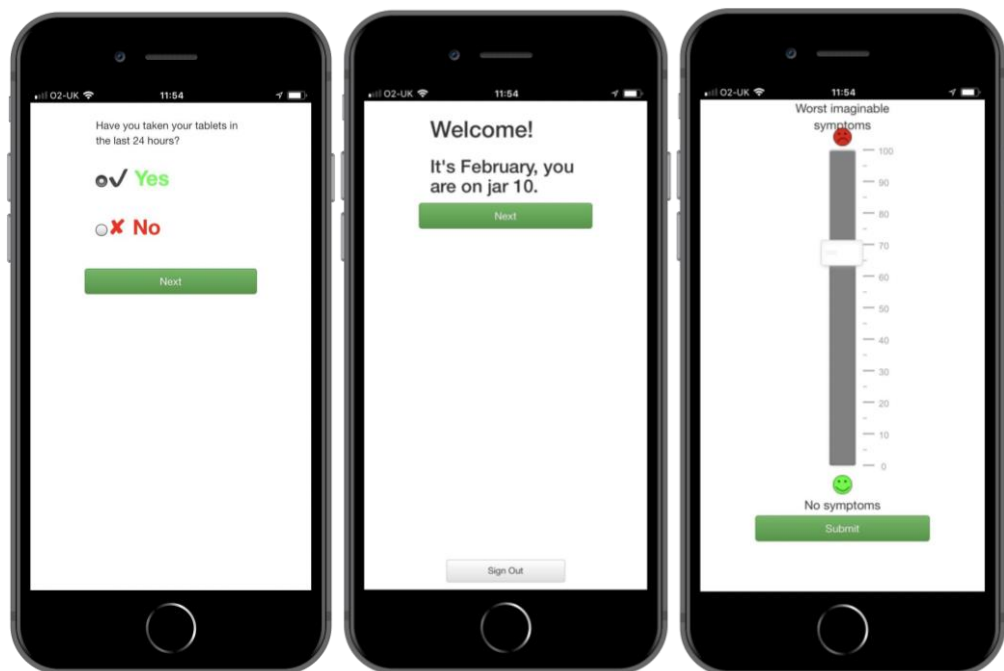 O2-UK
11:54
Have you taken your tablets in
the last 24 hours?
Yes
No
Next
O2-UK
11:54
Welcome!
It's February, you
are on jar 10.
Next
Sign Out
O2-UK
11:54
Worst imaginable
symptoms
100
90
80
70
60
50
40
30
20
10
0
No symptoms
Submit